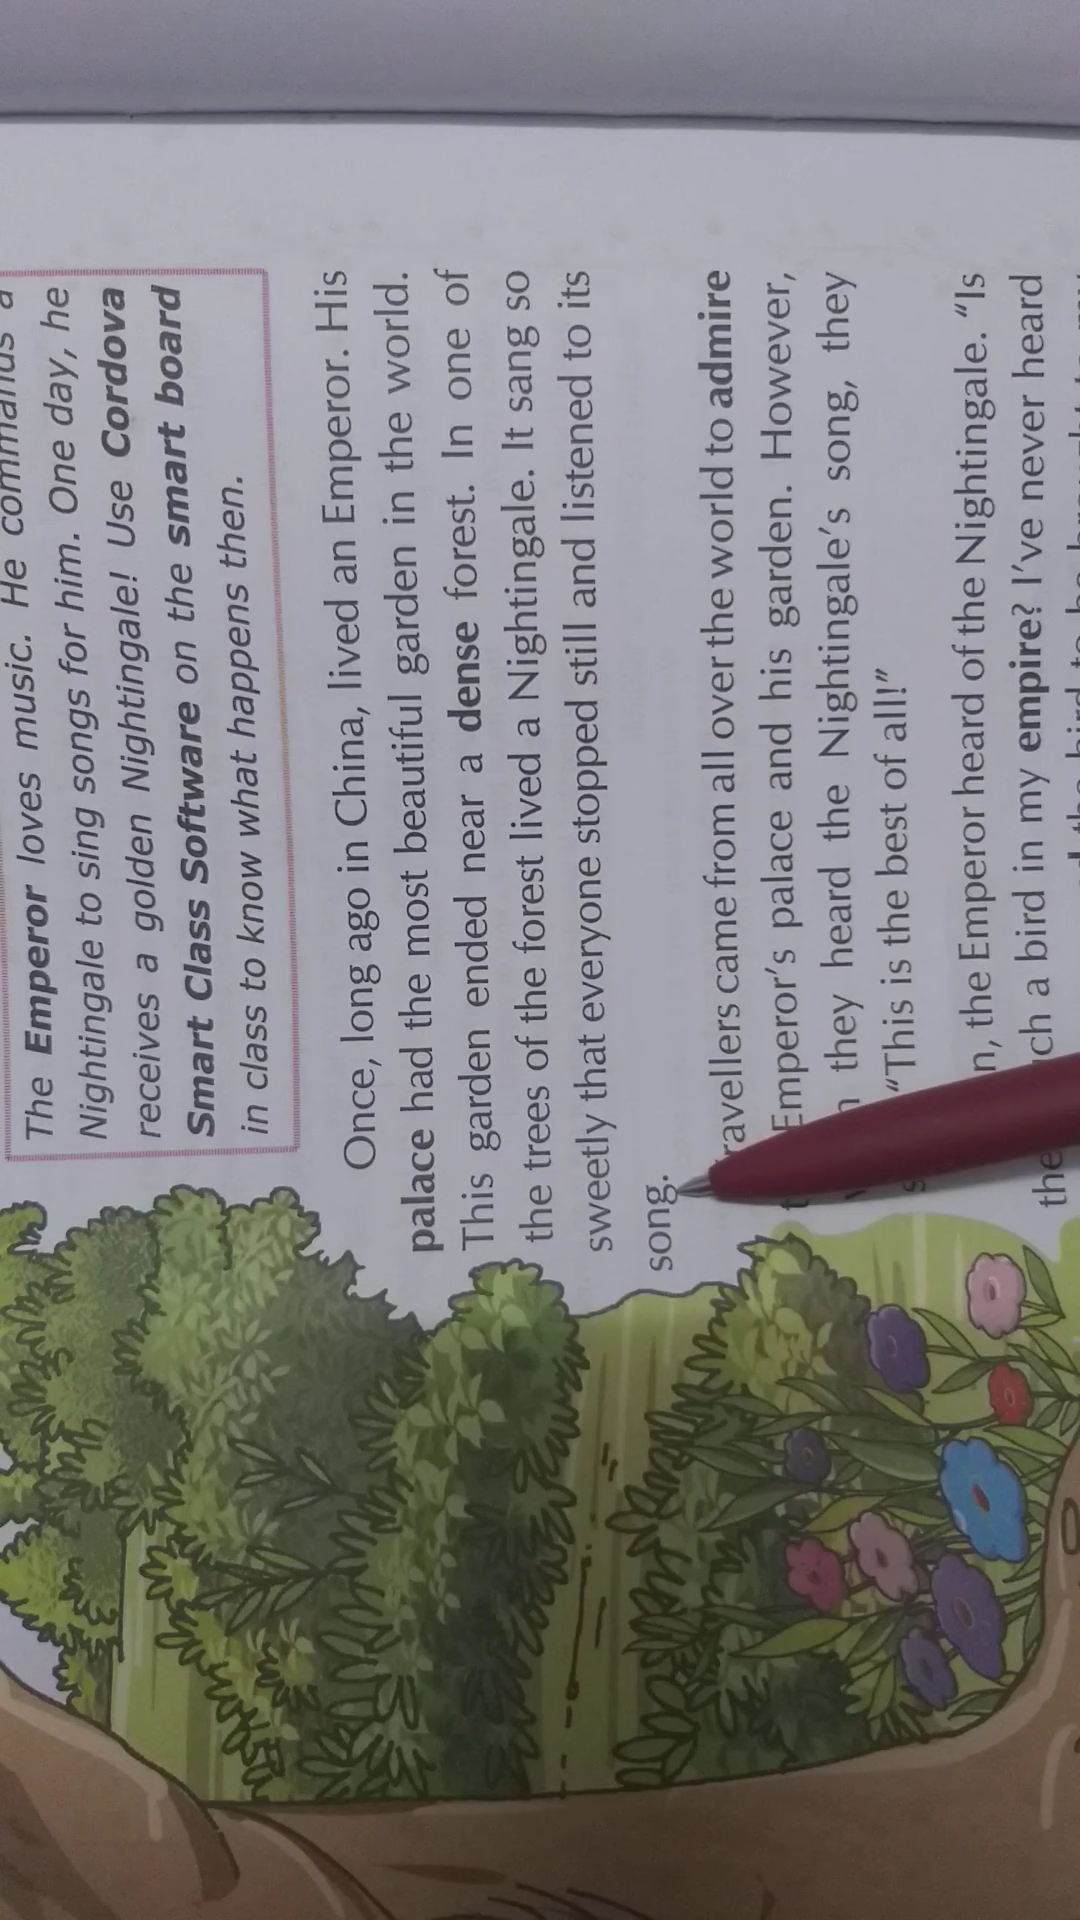 The Emperor loves music. He commands a
Nightingale to sing songs for him. One day, he
receives a golden Nightingale! Use Cordova
Smart Class Software on the smart board
in class to know what happens then.
Once, long ago in China, lived an Emperor. His
palace had the most beautiful garden in the world.
This garden ended near a dense forest. In one of
the trees of the forest lived a Nightingale. It sang so
sweetly that everyone stopped still and listened to its
song.
ravellers came from all over the world to admire
Emperor's palace and his garden. However,
they heard the Nightingale's song, they
"This is the best of all!"
n, the Emperor heard of the Nightingale. "Is
the ch a bird in my empire? I've never heard